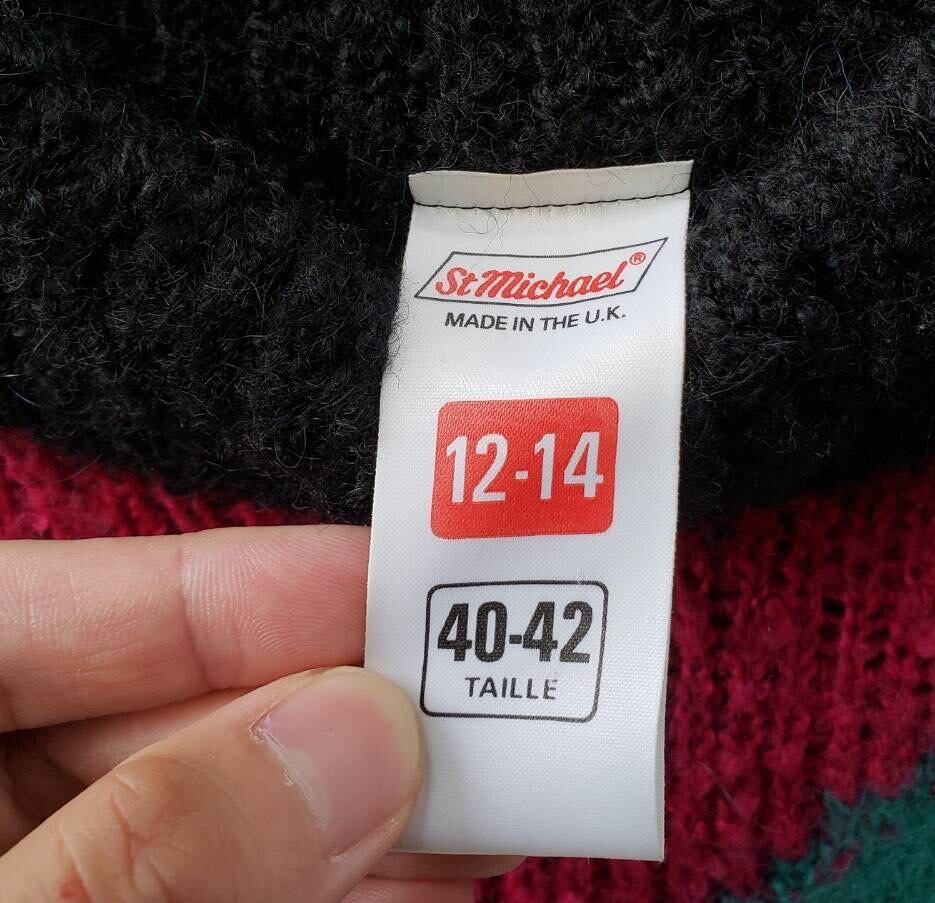 St Michael®
MADE IN THE U.K.
12-14
40-42
TAILLE